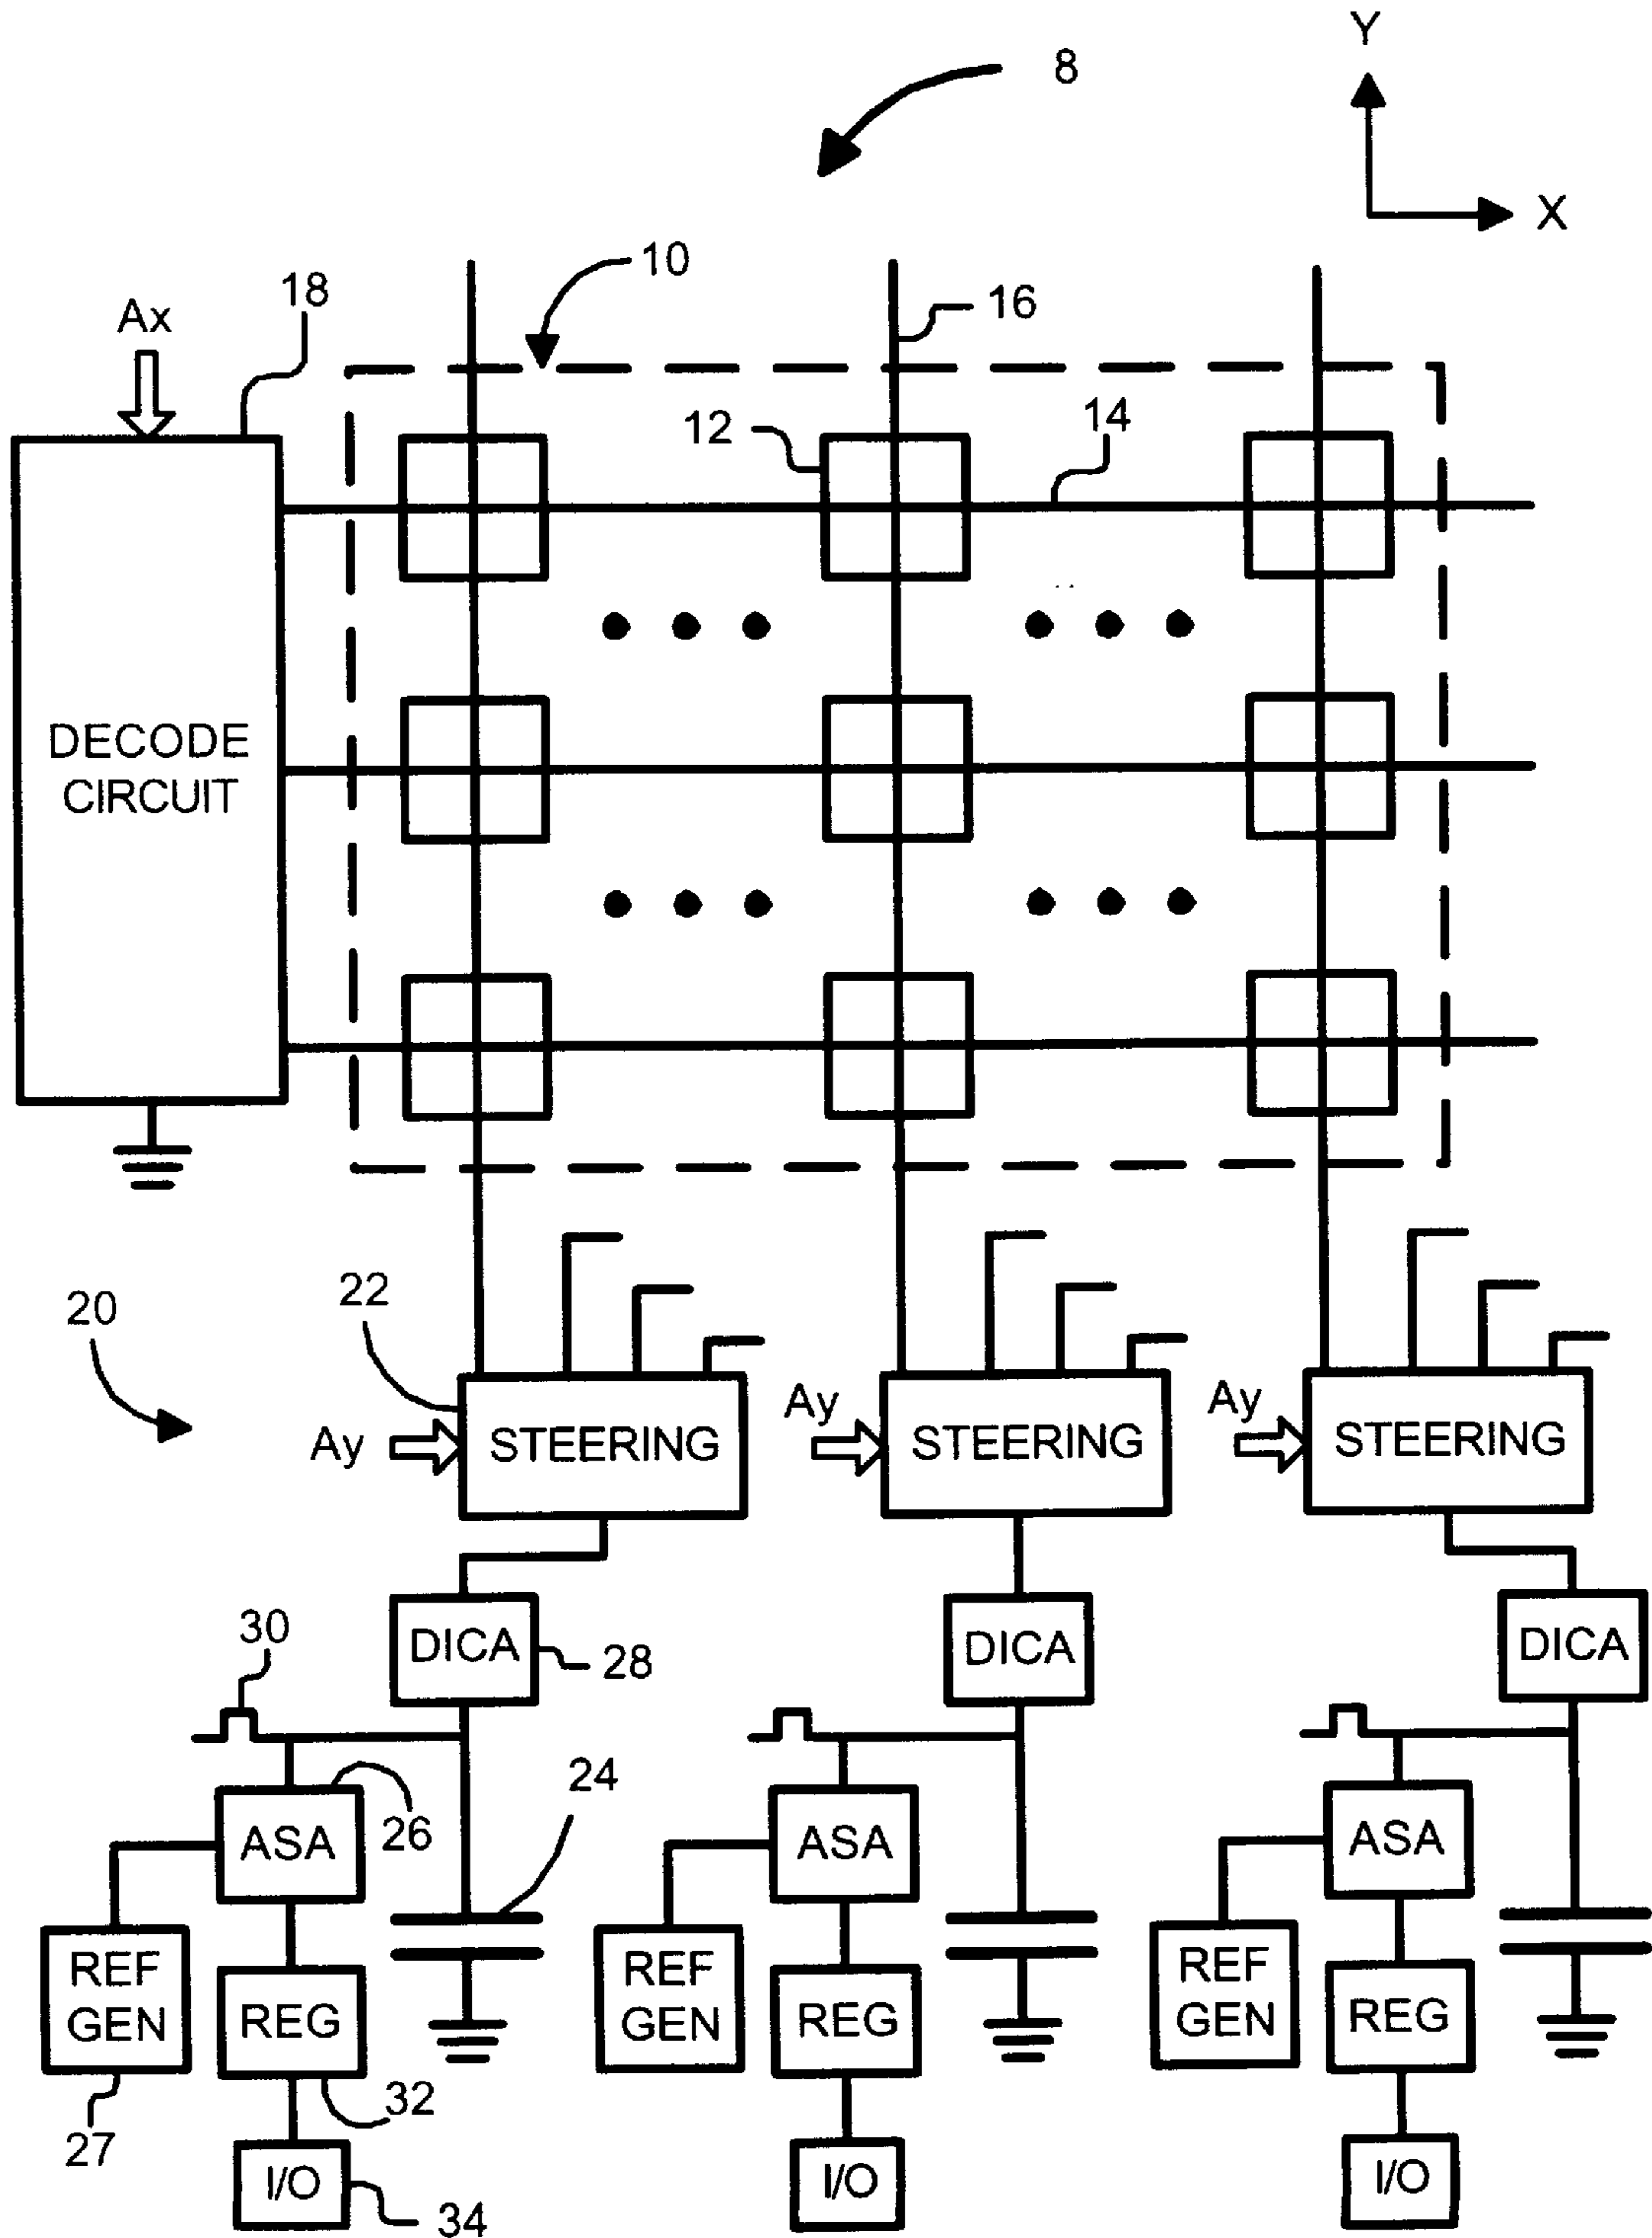 Y
8
X
10
18
16
Ax
12
14
DECODE
CIRCUIT
22
20
Ay
STEERING
Ay
STEERING
Ay
STEERING
30
DICA
28
DICA
DICA
24
26
ASA
ASA
ASA
REF
GEN
REG
REF
GEN
REG
REF
GEN
REG
32
27
I/O
34
I/O
I/O